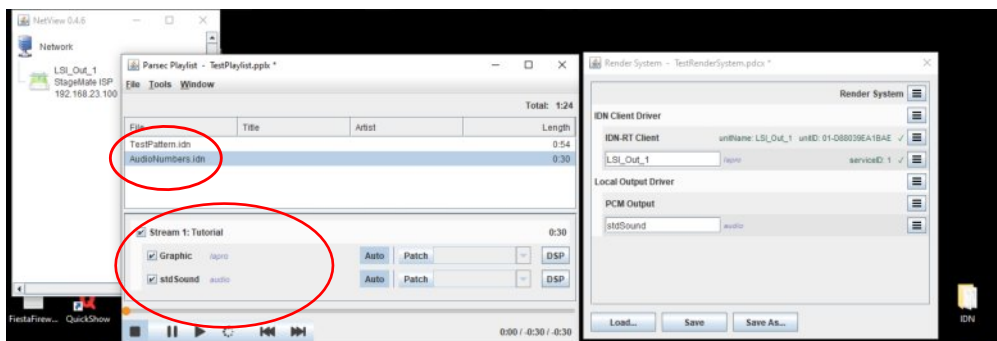 NetView 0.4.6
Network
LSI_Out_1
StageMate ISP
192.168.23.100
FiestaFirew...
QuickShow
Parsec Playlist - TestPlaylist.pplx *
File Tools Window
Total: 1:24
File Title Artist Length
TestPattern.idn 0:54
AudioNumbers.idn 0:30
Stream 1: Tutorial 0:30
Graphic lapro Auto Patch DSP
stdSound audio Auto Patch DSP
0:00 / -0:30 / -0:30
Render System - TestRenderSystem.pdcx *
Render System
IDN Client Driver
IDN-RT Client unitName: LSI_Out_1 unitID: 01-D88039EA1BAE ✓
LSI_Out_1 lapro serviceID: 1 ✓
Local Output Driver
PCM Output
stdSound audio
Load... Save Save As...
IDN